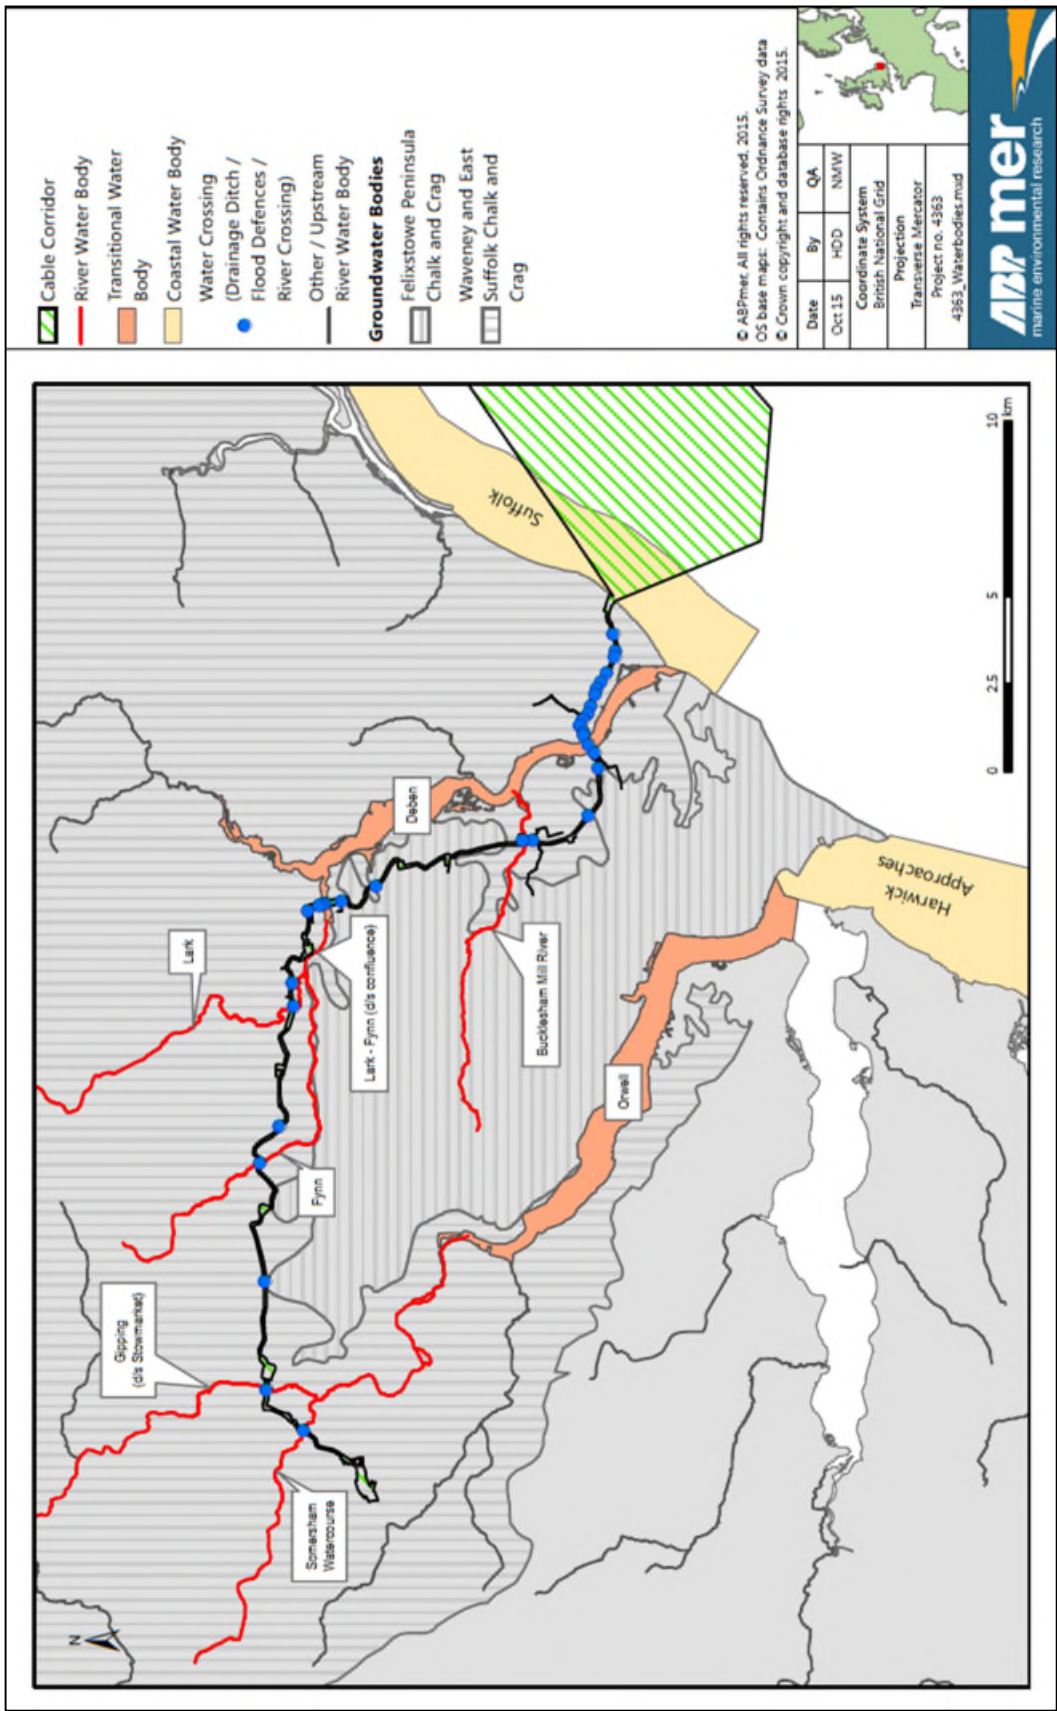 Cable Corridor
River Water Body
Transitional Water
Body
Coastal Water Body
Water Crossing
(Drainage Ditch /
Flood Defences /
River Crossing)
Other / Upstream
River Water Body
Groundwater Bodies
Felixstowe Peninsula
Chalk and Crag
Waveney and East
Suffolk Chalk and
Crag
© ABPmer, All rights reserved, 2015.
OS base maps: Contains Ordnance Survey data
© Crown copyright and database rights 2015.
Date By QA
Oct 15 HDD NMW
Coordinate System
British National Grid
Projection
Transverse Mercator
Project no. 4363
4363_Waterbodies.mxd
ABPmer
marine environmental research
N
Somersham
Watercourse
Gipping
(d/s Stowmarket)
Fynn
Lark
Lark - Fynn (d/s confluence)
Deben
Bucklesham Mill River
Orwell
Suffolk
Harwick
Approaches
0 2.5 5 10
km